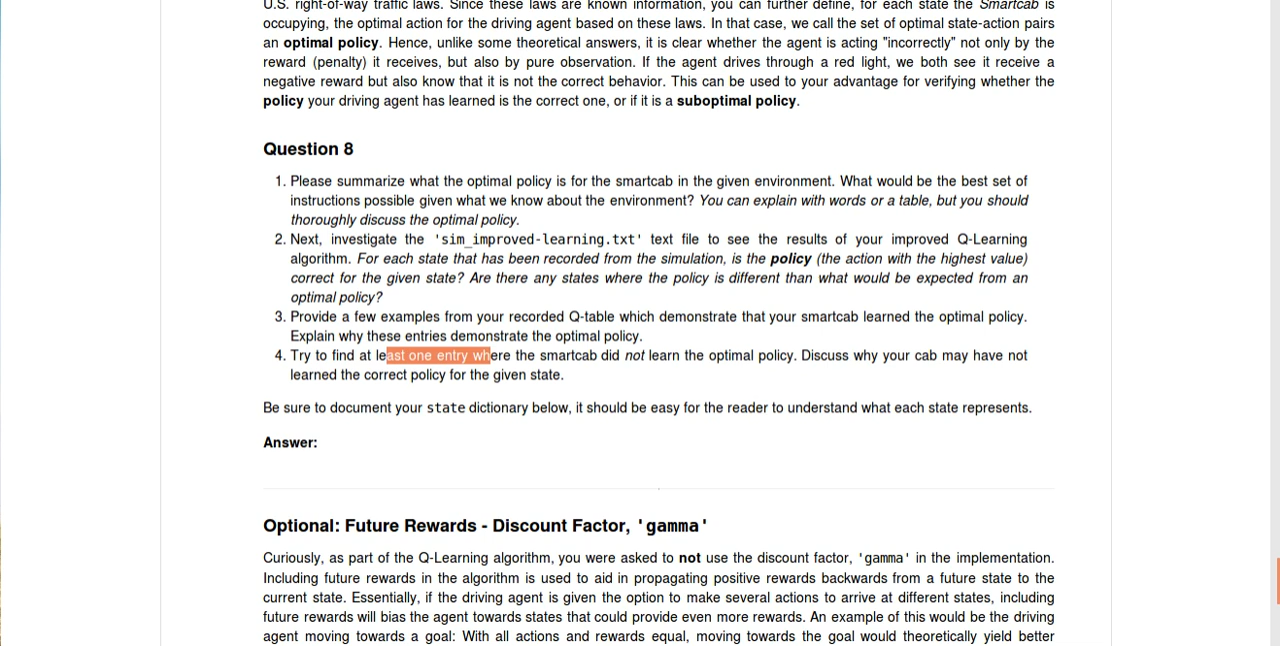 U.S. right-of-way traffic laws. Since these laws are known information, you can further define, for each state the Smartcab is
occupying, the optimal action for the driving agent based on these laws. In that case, we call the set of optimal state-action pairs
an optimal policy. Hence, unlike some theoretical answers, it is clear whether the agent is acting "incorrectly" not only by the
reward (penalty) it receives, but also by pure observation. If the agent drives through a red light, we both see it receive a
negative reward but also know that it is not the correct behavior. This can be used to your advantage for verifying whether the
policy your driving agent has learned is the correct one, or if it is a suboptimal policy.
Question 8
1. Please summarize what the optimal policy is for the smartcab in the given environment. What would be the best set of
instructions possible given what we know about the environment? You can explain with words or a table, but you should
thoroughly discuss the optimal policy.
2. Next, investigate the 'sim_improved-learning.txt' text file to see the results of your improved Q-Learning
algorithm. For each state that has been recorded from the simulation, is the policy (the action with the highest value)
correct for the given state? Are there any states where the policy is different than what would be expected from an
optimal policy?
3. Provide a few examples from your recorded Q-table which demonstrate that your smartcab learned the optimal policy.
Explain why these entries demonstrate the optimal policy.
4. Try to find at least one entry where the smartcab did not learn the optimal policy. Discuss why your cab may have not
learned the correct policy for the given state.
Be sure to document your state dictionary below, it should be easy for the reader to understand what each state represents.
Answer:
Optional: Future Rewards - Discount Factor, 'gamma'
Curiously, as part of the Q-Learning algorithm, you were asked to not use the discount factor, 'gamma' in the implementation.
Including future rewards in the algorithm is used to aid in propagating positive rewards backwards from a future state to the
current state. Essentially, if the driving agent is given the option to make several actions to arrive at different states, including
future rewards will bias the agent towards states that could provide even more rewards. An example of this would be the driving
agent moving towards a goal: With all actions and rewards equal, moving towards the goal would theoretically yield better